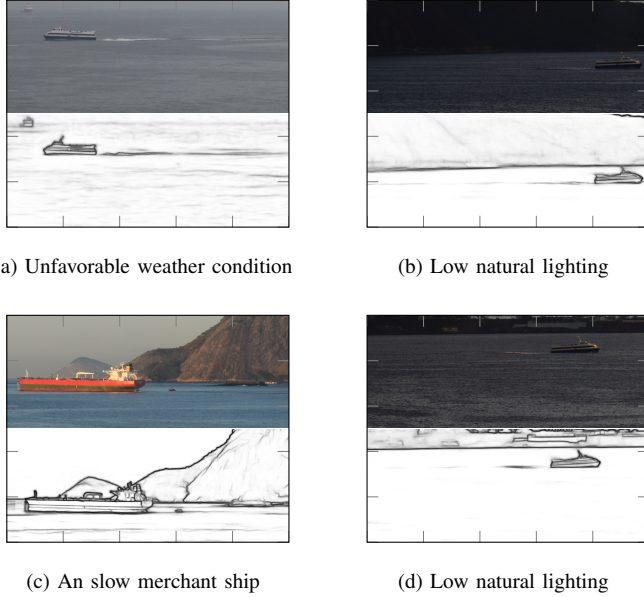 a) Unfavorable weather condition
(b) Low natural lighting
(c) An slow merchant ship
(d) Low natural lighting